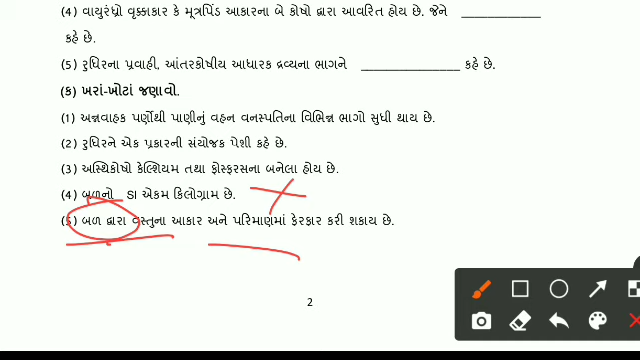 (4) વાયુરંધ્રો વૃક્કાકાર કે મૂત્રપિંડ આકારના બે કોષો દ્વારા આવરિત હોય છે. જેને ____________
કહે છે.
(5) રુધિરના પ્રવાહી, આંતરકોષીય આધારક દ્રવ્યના ભાગને _______________ કહે છે.
(ક) ખરાં-ખોટાં જણાવો.
(1) અન્નવાહક પર્ણોથી પાણીનું વહન વનસ્પતિના વિભિન્ન ભાગો સુધી થાય છે.
(2) રુધિરને એક પ્રકારની સંયોજક પેશી કહે છે.
(3) અસ્થિકોષો કેલ્શિયમ તથા ફોસ્ફરસના બનેલા હોય છે.
(4) બળનો SI એકમ કિલોગ્રામ છે.
(5) બળ દ્વારા વસ્તુના આકાર અને પરિમાણમાં ફેરફાર કરી શકાય છે.
2